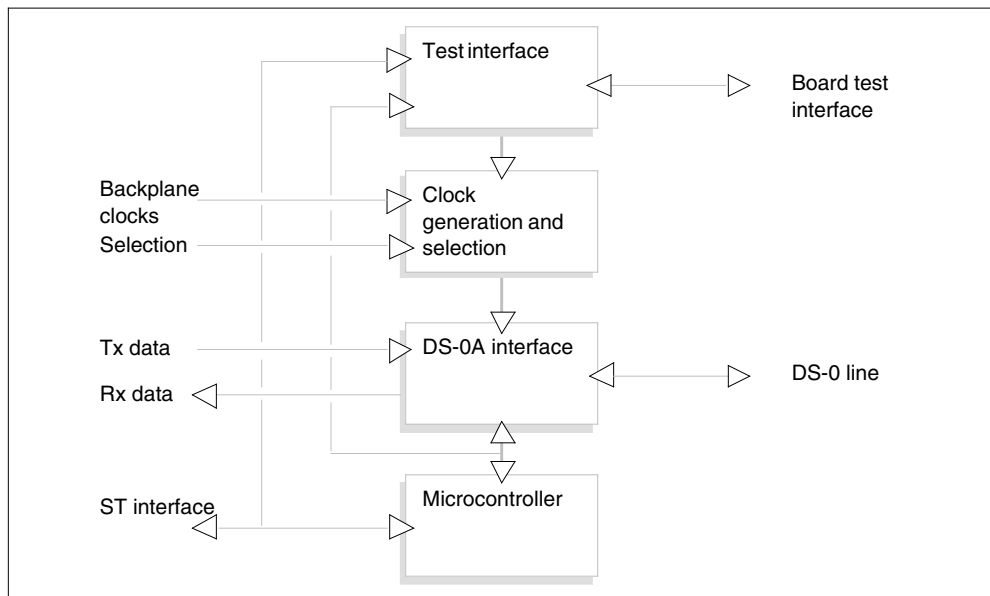 Test interface
Board test
interface
Backplane
clocks
Selection
Clock
generation and
selection
Tx data
Rx data
DS-0A interface
DS-0 line
ST interface
Microcontroller